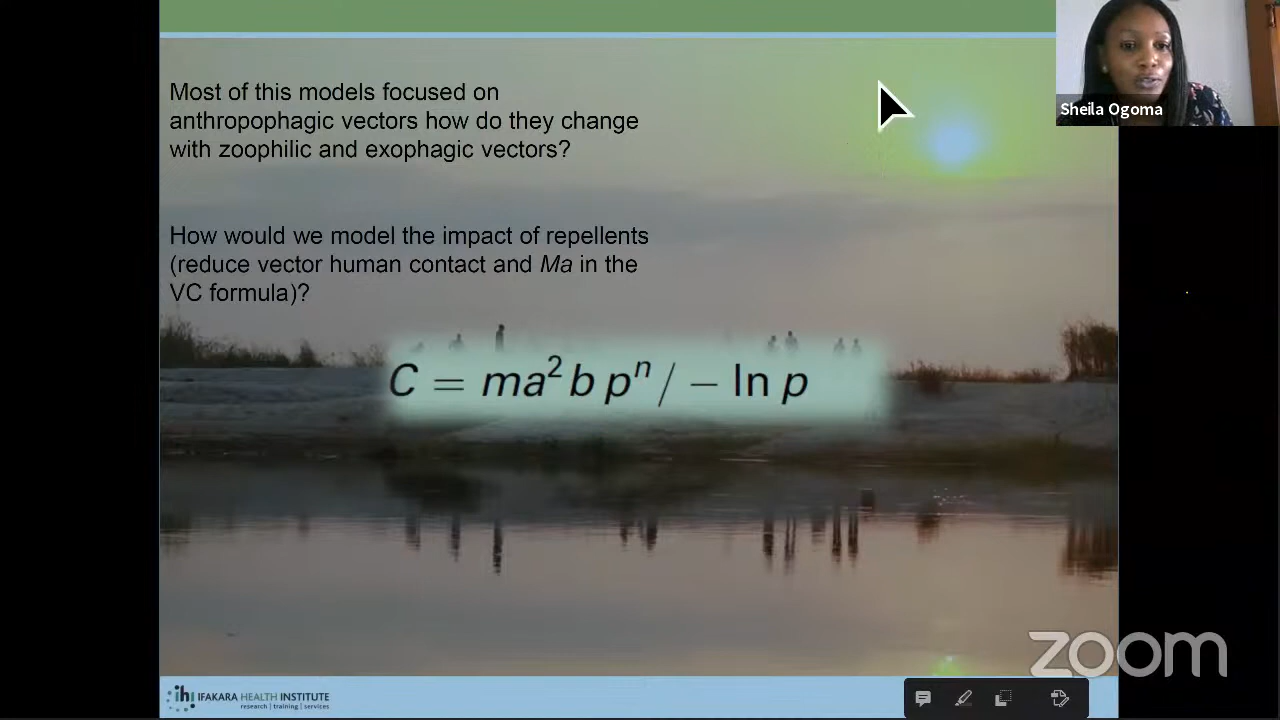 Most of this models focused on
anthropophagic vectors how do they change
with zoophilic and exophagic vectors?
Sheila Ogoma
How would we model the impact of repellents
(reduce vector human contact and Ma in the
VC formula)?
C = ma² b pⁿ / − ln p
zoom
ihi IFAKARA HEALTH INSTITUTE
research | training | services